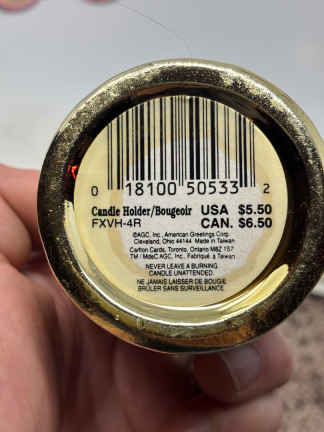 0 18100 50533 2
Candle Holder/Bougeoir USA $5.50
FXVH-4R CAN. $6.50
©AGC, Inc., American Greetings Corp.
Cleveland, Ohio 44144 Made in Taiwan
Carlton Cards, Toronto, Ontario M8Z 1S7
TM / MdeC AGC, Inc., Fabriqué à Taiwan
NEVER LEAVE A BURNING
CANDLE UNATTENDED.
NE JAMAIS LAISSER DE BOUGIE
BRÛLER SANS SURVEILLANCE.